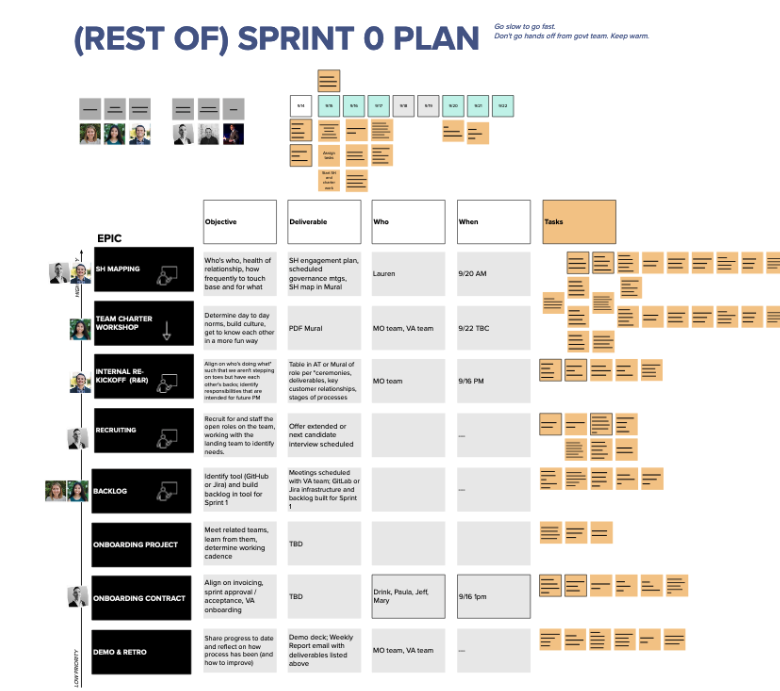 (REST OF) SPRINT 0 PLAN
Go slow to go fast.
Don't go hands off from govt team. Keep warm.
9/14
9/15
9/16
9/17
9/18
9/19
9/20
9/21
9/22
Assign
tasks
Start SH
and
charter
work
Objective
Deliverable
Who
When
Tasks
EPIC
SH MAPPING
Who's who, health of
relationship, how
frequently to touch
base and for what
SH engagement plan,
scheduled
governance mtgs,
SH map in Mural
Lauren
9/20 AM
TEAM CHARTER
WORKSHOP
Determine day to day
norms, build culture,
get to know each other
in a more fun way
PDF Mural
MO team, VA team
9/22 TBC
INTERNAL RE-
KICKOFF (R&R)
Align on who's doing what"
such that we aren't stepping
on toes but have each
other's backs; identify
responsibilities that are
intended for future PM
Table in AT or Mural of
role per "ceremonies,
deliverables, key
customer relationships,
stages of processes
MO team
9/16 PM
RECRUITING
Recruit for and staff the
open roles on the team,
working with the
landing team to identify
needs.
Offer extended or
next candidate
interview scheduled
—
BACKLOG
Identify tool (GitHub
or Jira) and build
backlog in tool for
Sprint 1
Meetings scheduled
with VA team; GitLab or
Jira infrastructure and
backlog built for Sprint
1
—
ONBOARDING PROJECT
Meet related teams,
learn from them,
determine working
cadence
TBD
ONBOARDING CONTRACT
Align on invoicing,
sprint approval /
acceptance, VA
onboarding
TBD
Drink, Paula, Jeff,
Mary
9/16 1pm
DEMO & RETRO
Share progress to date
and reflect on how
process has been (and
how to improve)
Demo deck; Weekly
Report email with
deliverables listed
above
MO team, VA team
—
LOW PRIORITY